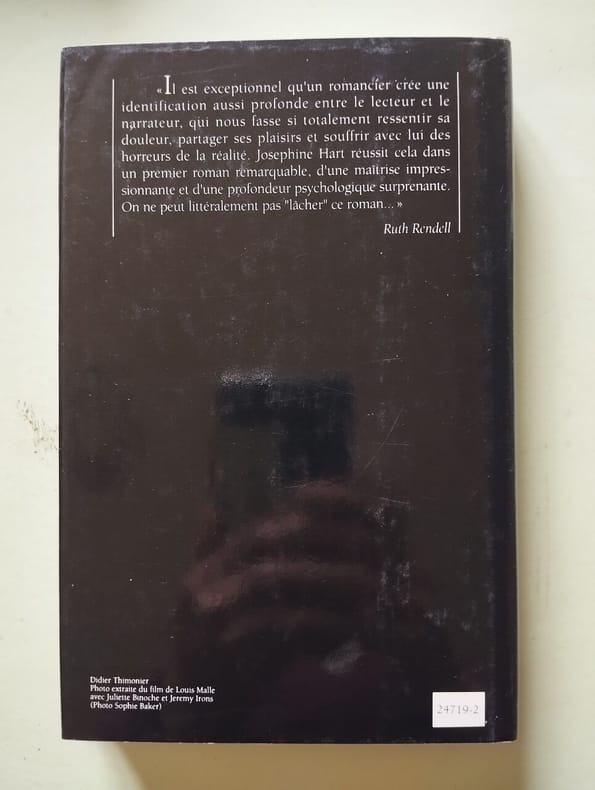 « Il est exceptionnel qu'un romancier crée une
identification aussi profonde entre le lecteur et le
narrateur, qui nous fasse si totalement ressentir sa
douleur, partager ses plaisirs et souffrir avec lui des
horreurs de la réalité. Josephine Hart réussit cela dans
un premier roman remarquable, d'une maîtrise impres-
sionnante et d'une profondeur psychologique surprenante.
On ne peut littéralement pas "lâcher" ce roman... »
Ruth Rendell
Didier Thimonier
Photo extraite du film de Louis Malle
avec Juliette Binoche et Jeremy Irons
(Photo Sophie Baker)
24719-2